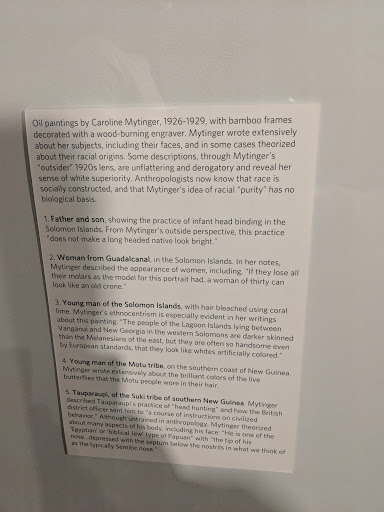 Oil paintings by Caroline Mytinger, 1926-1929, with bamboo frames
decorated with a wood-burning engraver. Mytinger wrote extensively
about her subjects, including their faces, and in some cases theorized
about their racial origins. Some descriptions, through Mytinger's
"outsider" 1920s lens, are unflattering and derogatory and reveal her
sense of white superiority. Anthropologists now know that race is
socially constructed, and that Mytinger's idea of racial "purity" has no
biological basis.
1. Father and son, showing the practice of infant head binding in the
Solomon Islands. From Mytinger's outside perspective, this practice
"does not make a long headed native look bright."
2. Woman from Guadalcanal, in the Solomon Islands. In her notes,
Mytinger described the appearance of women, including, "If they lose all
their molars as the model for this portrait had, a woman of thirty can
look like an old crone."
3. Young man of the Solomon Islands, with hair bleached using coral
lime. Mytinger's ethnocentrism is especially evident in her writings
about this painting: "The people of the Lagoon Islands lying between
Vangunui and New Georgia in the western Solomons are darker skinned
than the Melanesians of the east, but they are often so handsome even
by European standards, that they look like whites artificially colored."
4. Young man of the Motu tribe, on the southern coast of New Guinea.
Mytinger wrote extensively about the brilliant colors of the live
butterflies that the Motu people wore in their hair.
5. Tauparaupi, of the Suki tribe of southern New Guinea. Mytinger
described Tauparaupi's practice of "head hunting" and how the British
district officer sent him to "a course of instructions on civilized
behavior." Although untrained in anthropology, Mytinger theorized
about many aspects of his body, including his face: "He is one of the
'Egyptian' or 'biblical Jew' type of Papuan" with "the tip of his
nose...depressed with the septum below the nostrils in what we think of
as the typically Semitic nose."